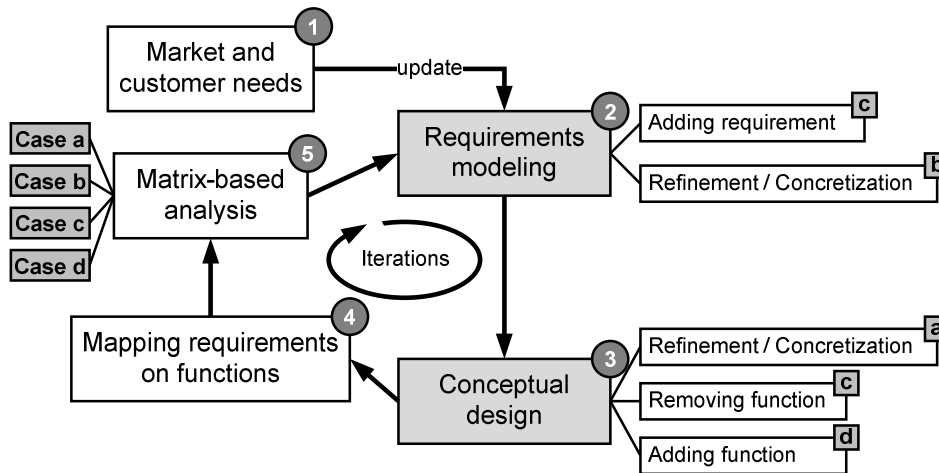 1
Market and
customer needs
update
2
Requirements
modeling
c
Adding requirement
b
Refinement / Concretization
Case a
Case b
Case c
Case d
5
Matrix-based
analysis
Iterations
4
Mapping requirements
on functions
3
Conceptual
design
a
Refinement / Concretization
c
Removing function
d
Adding function